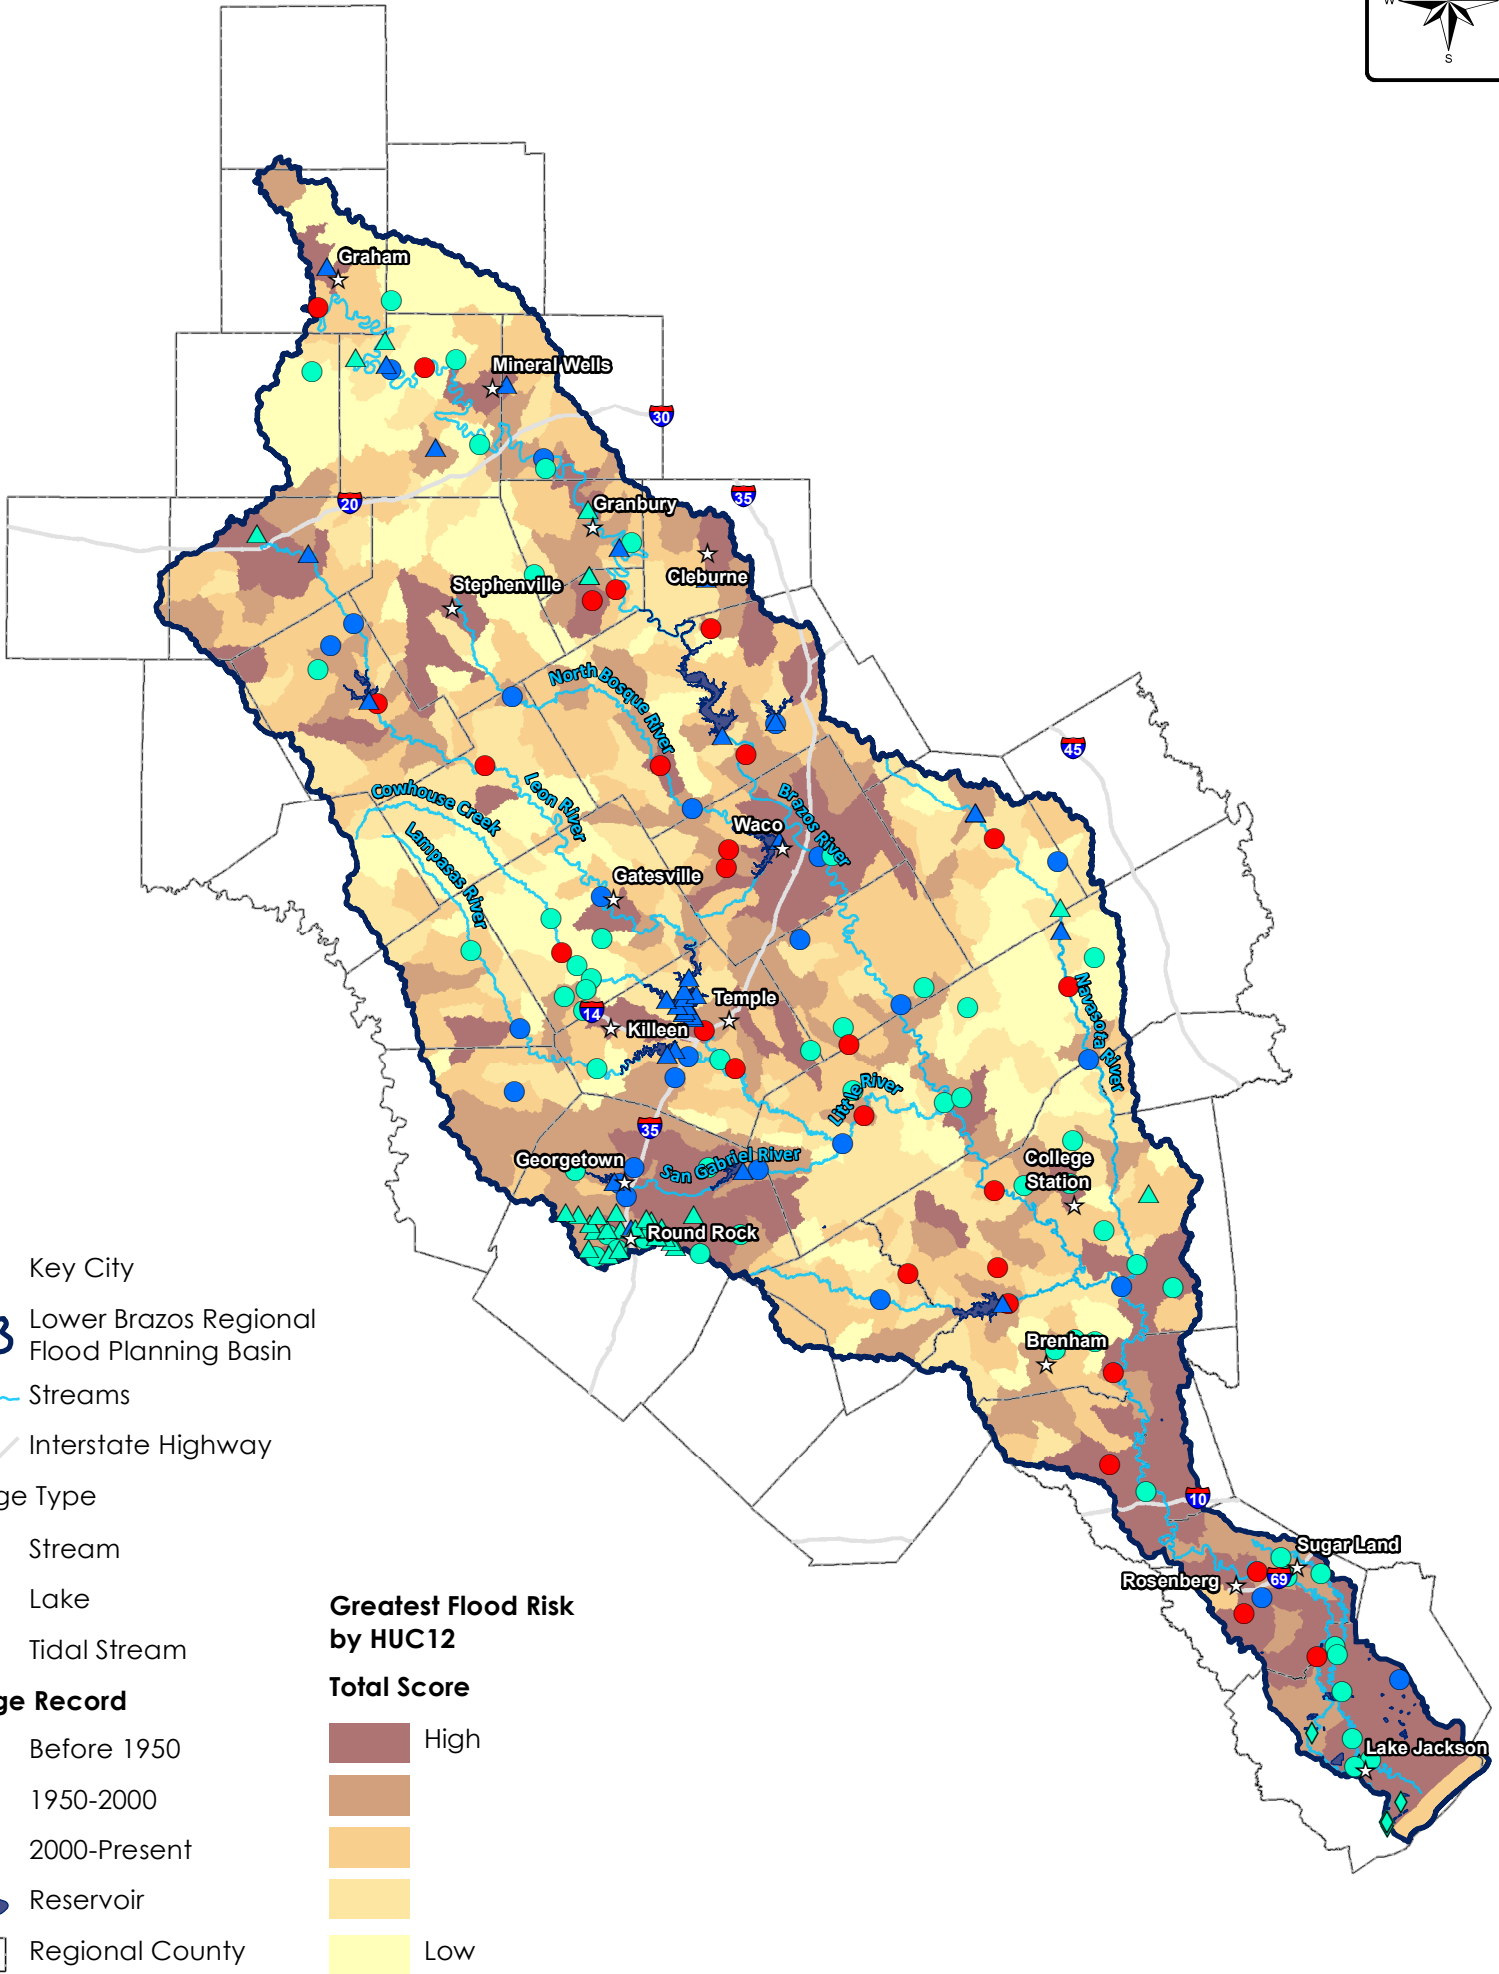 W
S
Graham
Mineral Wells
30
20
35
Granbury
Cleburne
Stephenville
North Bosque River
45
Leon River
Cowhouse Creek
Lampasas River
Brazos River
Waco
Gatesville
Navasota River
Temple
14
Killeen
Little River
35
Georgetown
San Gabriel River
College
Station
Round Rock
Brenham
10
Sugar Land
69
Rosenberg
Lake Jackson
Key City
Lower Brazos Regional
Flood Planning Basin
Streams
Interstate Highway
ge Type
Stream
Lake
Tidal Stream
ge Record
Before 1950
1950-2000
2000-Present
Reservoir
Regional County
Greatest Flood Risk
by HUC12
Total Score
High
Low